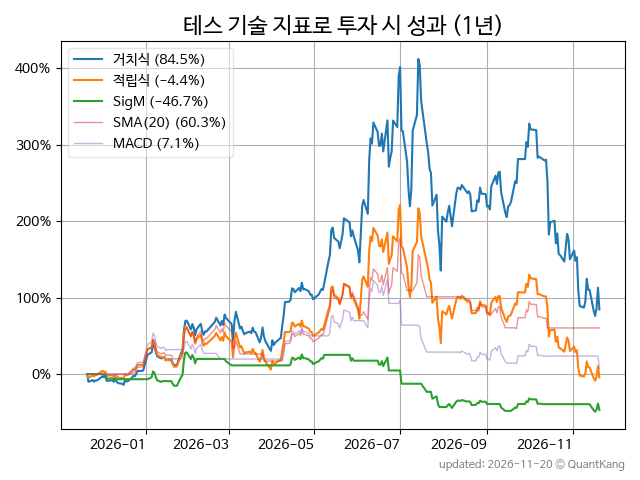 테스 기술 지표로 투자 시 성과 (1년)
거치식 (84.5%)
적립식 (-4.4%)
SigM (-46.7%)
SMA(20) (60.3%)
MACD (7.1%)
400%
300%
200%
100%
0%
2026-01 2026-03 2026-05 2026-07 2026-09 2026-11
updated: 2026-11-20 © QuantKang